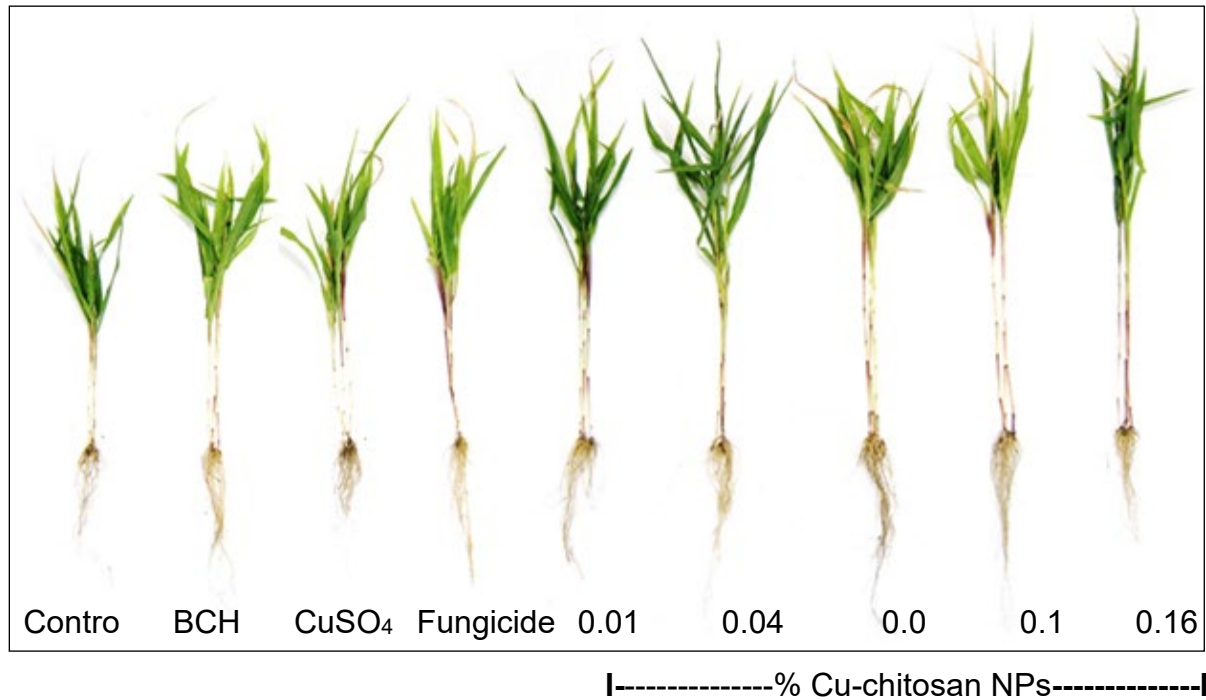 Contro BCH CuSO₄ Fungicide 0.01 0.04 0.0 0.1 0.16
I---------------% Cu-chitosan NPs--------------I